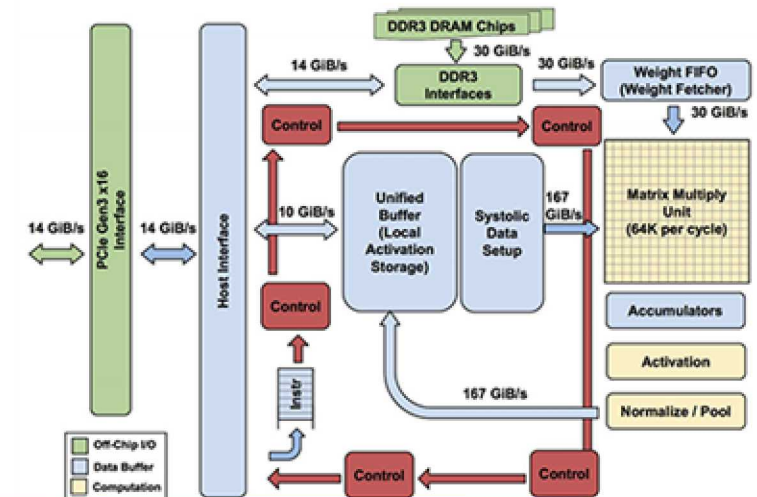 DDR3 DRAM Chips
30 GiB/s
14 GiB/s
DDR3
Interfaces
30 GiB/s
Weight FIFO
(Weight Fetcher)
30 GiB/s
Control
Control
PCIe Gen3 x16
Interface
14 GiB/s
14 GiB/s
Host Interface
10 GiB/s
Unified
Buffer
(Local
Activation
Storage)
Systolic
Data
Setup
167
GiB/s
Matrix Multiply
Unit
(64K per cycle)
Control
Accumulators
Activation
Instr
167 GiB/s
Normalize / Pool
Off-Chip I/O
Data Buffer
Computation
Control
Control